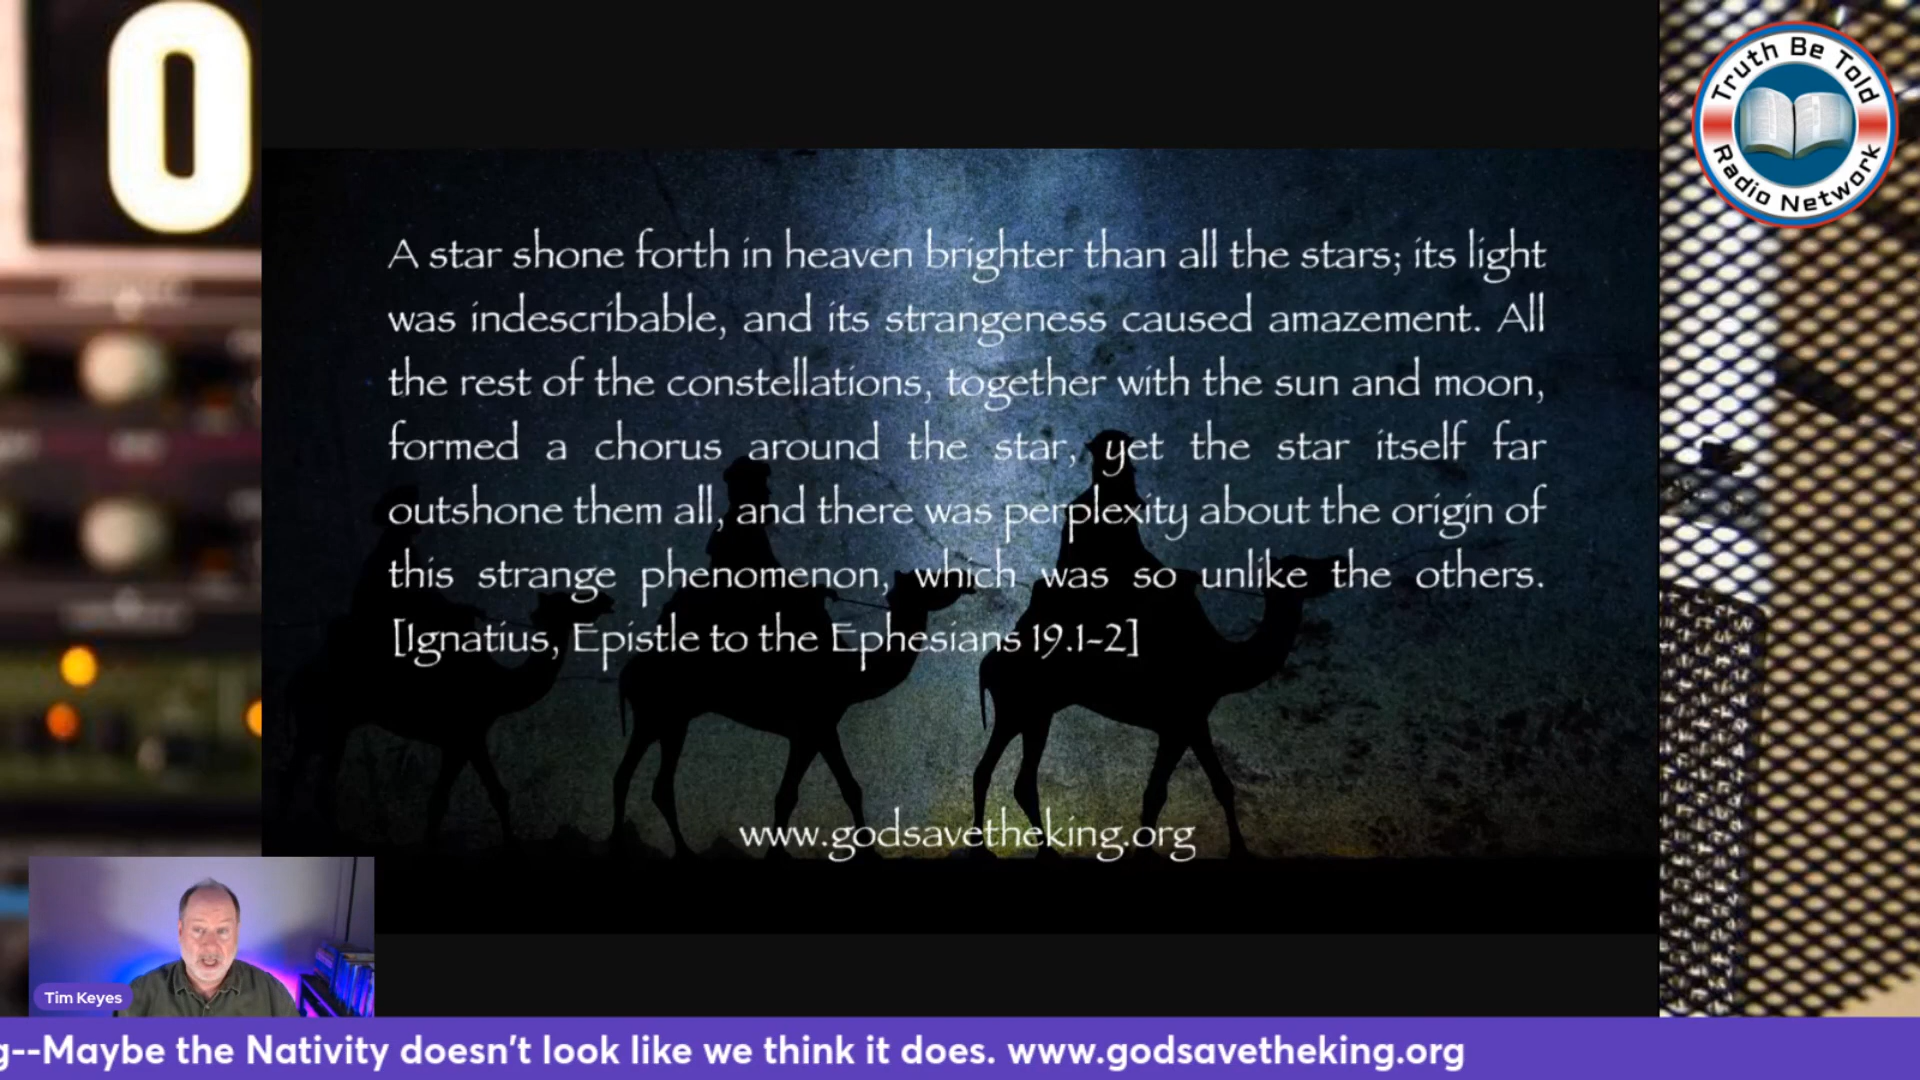 O
Truth Be Told
Radio Network
A star shone forth in heaven brighter than all the stars; its light
was indescribable, and its strangeness caused amazement. All
the rest of the constellations, together with the sun and moon,
formed a chorus around the star, yet the star itself far
outshone them all, and there was perplexity about the origin of
this strange phenomenon, which was so unlike the others.
[Ignatius, Epistle to the Ephesians 19.1-2]
www.godsavetheking.org
Tim Keyes
g--Maybe the Nativity doesn't look like we think it does. www.godsavetheking.org